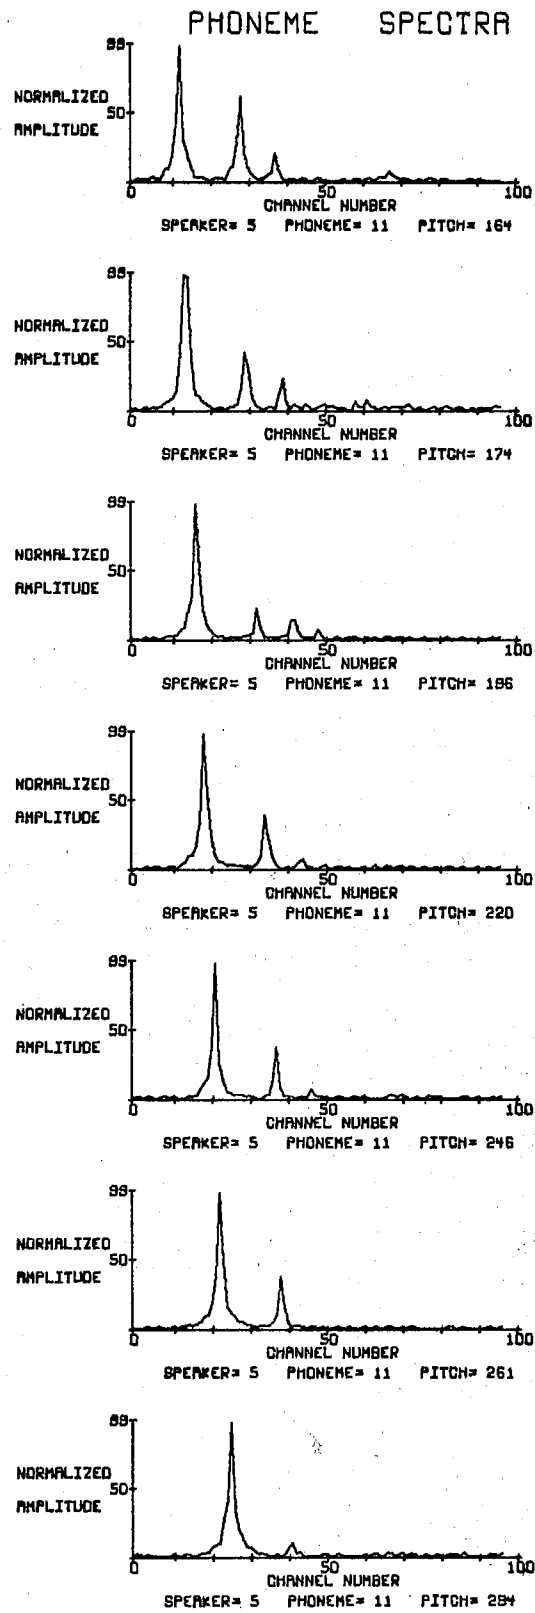 PHONEME SPECTRA
99
NORMALIZED
50
AMPLITUDE
0 50 100
CHANNEL NUMBER
SPEAKER= 5 PHONEME= 11 PITCH= 164
99
NORMALIZED
50
AMPLITUDE
0 50 100
CHANNEL NUMBER
SPEAKER= 5 PHONEME= 11 PITCH= 174
99
NORMALIZED
50
AMPLITUDE
0 50 100
CHANNEL NUMBER
SPEAKER= 5 PHONEME= 11 PITCH= 196
99
NORMALIZED
50
AMPLITUDE
0 50 100
CHANNEL NUMBER
SPEAKER= 5 PHONEME= 11 PITCH= 220
99
NORMALIZED
50
AMPLITUDE
0 50 100
CHANNEL NUMBER
SPEAKER= 5 PHONEME= 11 PITCH= 246
99
NORMALIZED
50
AMPLITUDE
0 50 100
CHANNEL NUMBER
SPEAKER= 5 PHONEME= 11 PITCH= 261
99
NORMALIZED
50
AMPLITUDE
0 50 100
CHANNEL NUMBER
SPEAKER= 5 PHONEME= 11 PITCH= 294